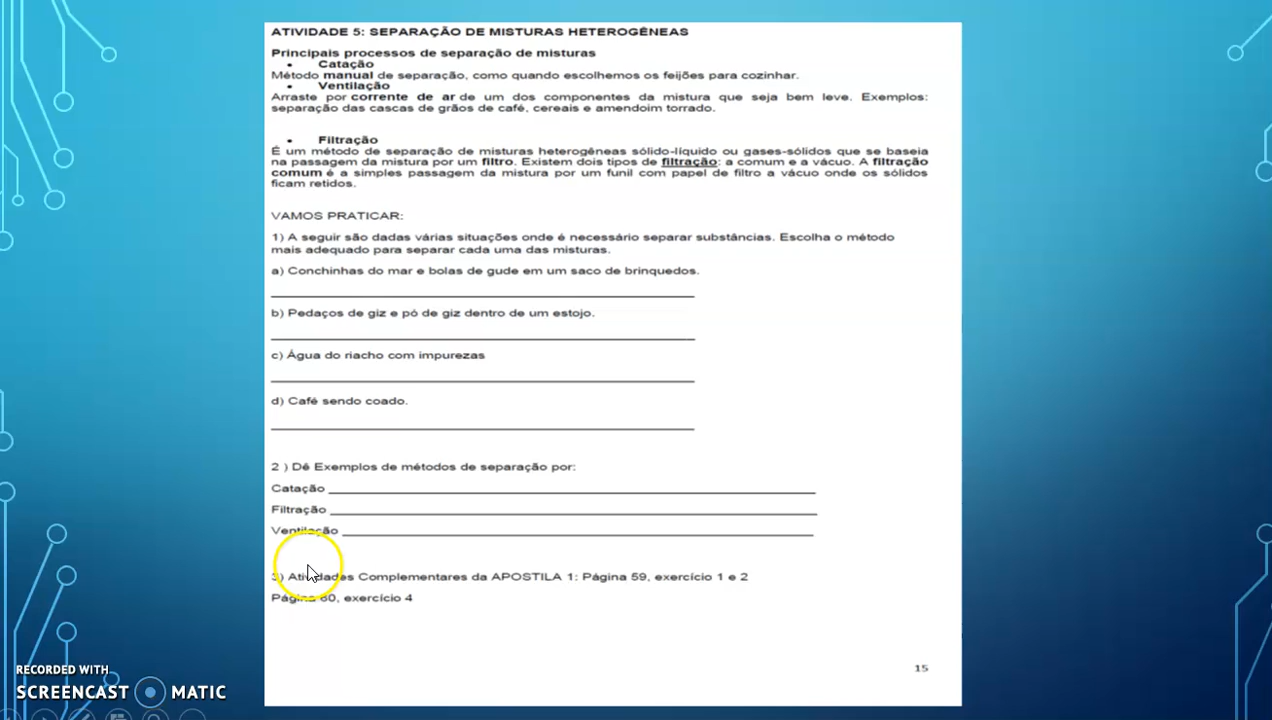 ATIVIDADE 5: SEPARAÇÃO DE MISTURAS HETEROGÊNEAS
Principais processos de separação de misturas
• Catação
Método manual de separação, como quando escolhemos os feijões para cozinhar.
• Ventilação
Arraste por corrente de ar de um dos componentes da mistura que seja bem leve. Exemplos:
separação das cascas de grãos de café, cereais e amendoim torrado.
• Filtração
É um método de separação de misturas heterogêneas sólido-líquido ou gases-sólidos que se baseia
na passagem da mistura por um filtro. Existem dois tipos de filtração: a comum e a vácuo. A filtração
comum é a simples passagem da mistura por um funil com papel de filtro a vácuo onde os sólidos
ficam retidos.
VAMOS PRATICAR:
1) A seguir são dadas várias situações onde é necessário separar substâncias. Escolha o método
mais adequado para separar cada uma das misturas.
a) Conchinhas do mar e bolas de gude em um saco de brinquedos.
b) Pedaços de giz e pó de giz dentro de um estojo.
c) Água do riacho com impurezas
d) Café sendo coado.
2 ) Dê Exemplos de métodos de separação por:
Catação
Filtração
Ventilação
3) Atividades Complementares da APOSTILA 1: Página 59, exercício 1 e 2
Página 60, exercício 4
15
RECORDED WITH
SCREENCAST MATIC